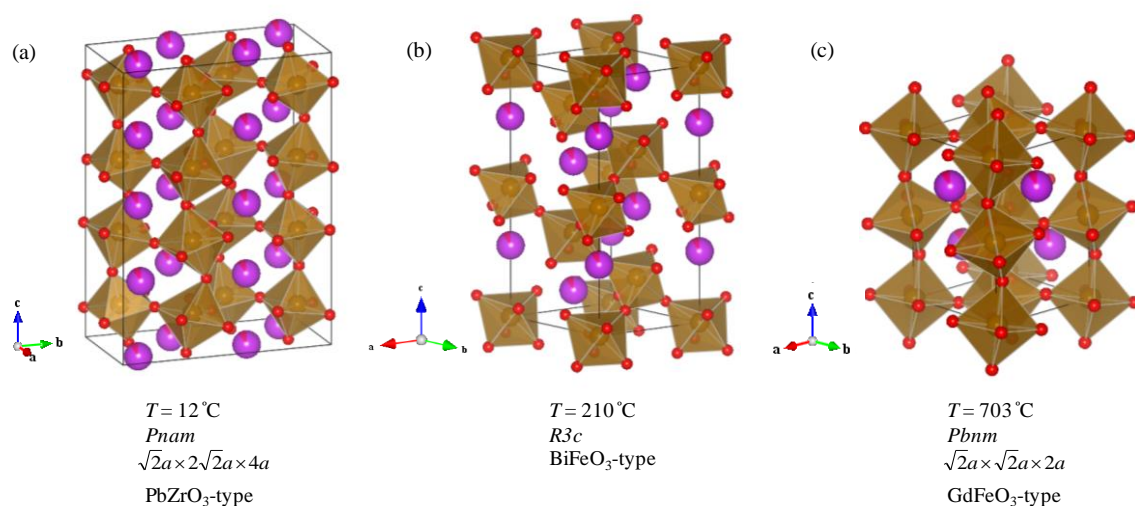 (a)
c
b
a
T = 12 °C
Pnam
√2a × 2√2a × 4a
PbZrO₃-type
(b)
c
a
b
T = 210 °C
R3c
BiFeO₃-type
(c)
c
a
b
T = 703 °C
Pbnm
√2a × √2a × 2a
GdFeO₃-type